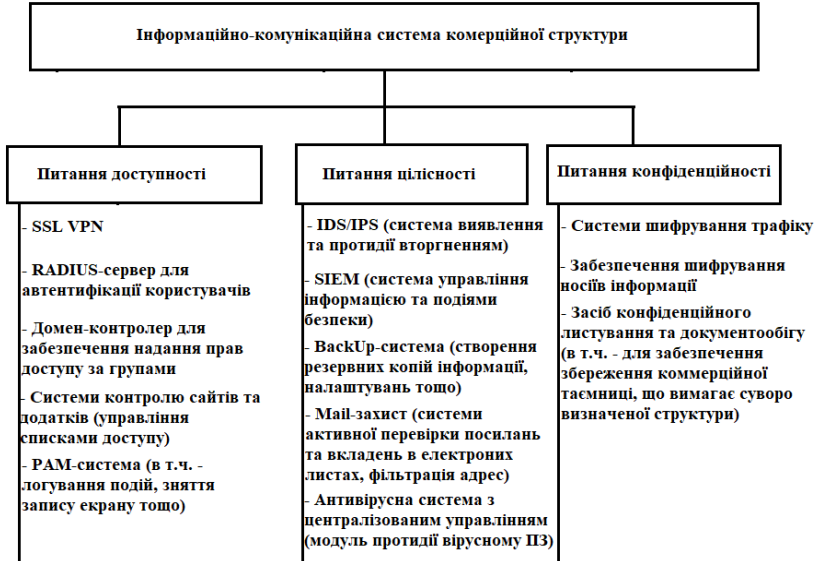 Інформаційно-комунікаційна система комерційної структури
Питання доступності
- SSL VPN
- RADIUS-сервер для
автентифікації користувачів
- Домен-контролер для
забезпечення надання прав
доступу за групами
- Системи контролю сайтів та
додатків (управління
списками доступу)
- PAM-система (в т.ч. -
логування подій, зняття
запису екрану тощо)
Питання цілісності
- IDS/IPS (система виявлення
та протидії вторгненням)
- SIEM (система управління
інформацією та подіями
безпеки)
- BackUp-система (створення
резервних копій інформації,
налаштувань тощо)
- Mail-захист (системи
активної перевірки посилань
та вкладень в електроних
листах, фільтрація адрес)
- Антивірусна система з
централізованим управлінням
(модуль протидії вірусному ПЗ)
Питання конфіденційності
- Системи шифрування трафіку
- Забезпечення шифрування
носіїв інформації
- Засіб конфіденційного
листування та документообігу
(в т.ч. - для забезпечення
збереження коммерційної
таємниці, що вимагає суворо
визначеної структури)